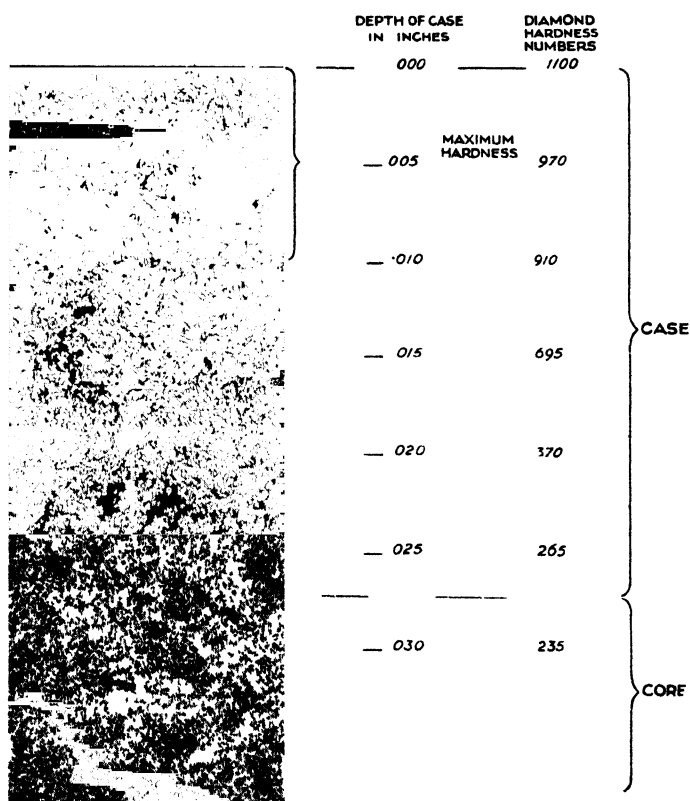 DEPTH OF CASE
IN INCHES
DIAMOND
HARDNESS
NUMBERS
000 1100
MAXIMUM
HARDNESS
005 970
.010 910
CASE
015 695
020 370
025 265
030 235
CORE